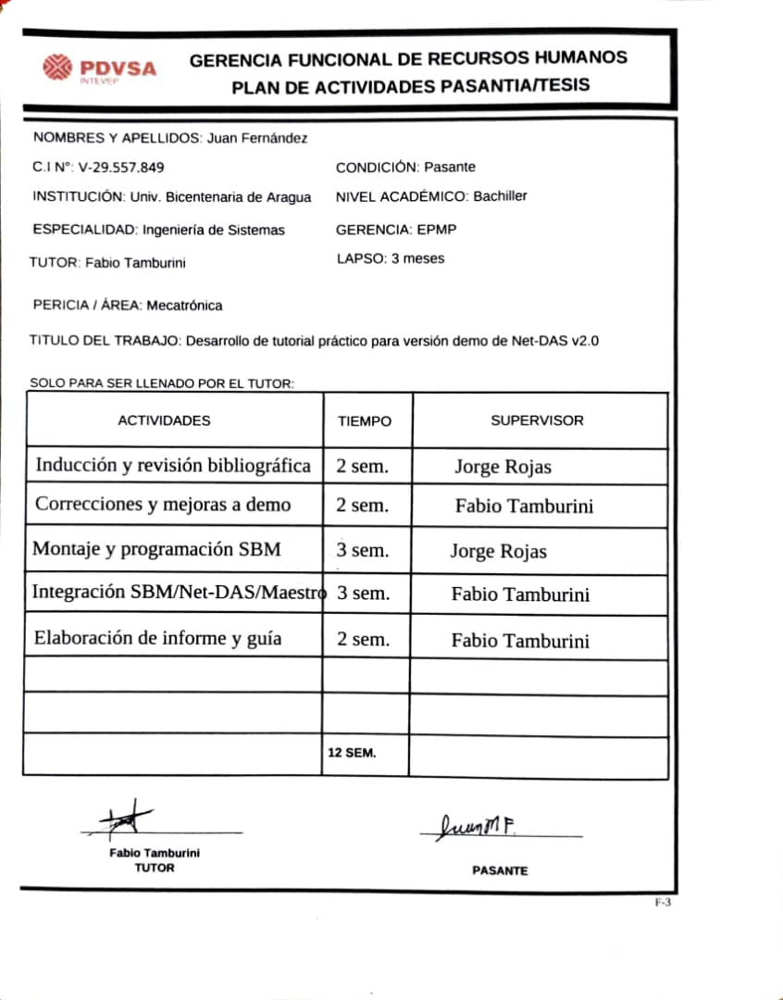 GERENCIA FUNCIONAL DE RECURSOS HUMANOS
PDVSA
INTEVEP
PLAN DE ACTIVIDADES PASANTIA/TESIS
NOMBRES Y APELLIDOS: Juan Fernández
C.I Nº: V-29.557.849 CONDICIÓN: Pasante
INSTITUCIÓN: Univ. Bicentenaria de Aragua NIVEL ACADÉMICO: Bachiller
ESPECIALIDAD: Ingeniería de Sistemas GERENCIA: EPMP
TUTOR: Fabio Tamburini LAPSO: 3 meses
PERICIA / ÁREA: Mecatrónica
TITULO DEL TRABAJO: Desarrollo de tutorial práctico para versión demo de Net-DAS v2.0
SOLO PARA SER LLENADO POR EL TUTOR:
ACTIVIDADES TIEMPO SUPERVISOR
Inducción y revisión bibliográfica 2 sem. Jorge Rojas
Correcciones y mejoras a demo 2 sem. Fabio Tamburini
Montaje y programación SBM 3 sem. Jorge Rojas
Integración SBM/Net-DAS/Maestro 3 sem. Fabio Tamburini
Elaboración de informe y guía 2 sem. Fabio Tamburini
12 SEM.
Juan M F.
Fabio Tamburini
TUTOR
PASANTE
F-3